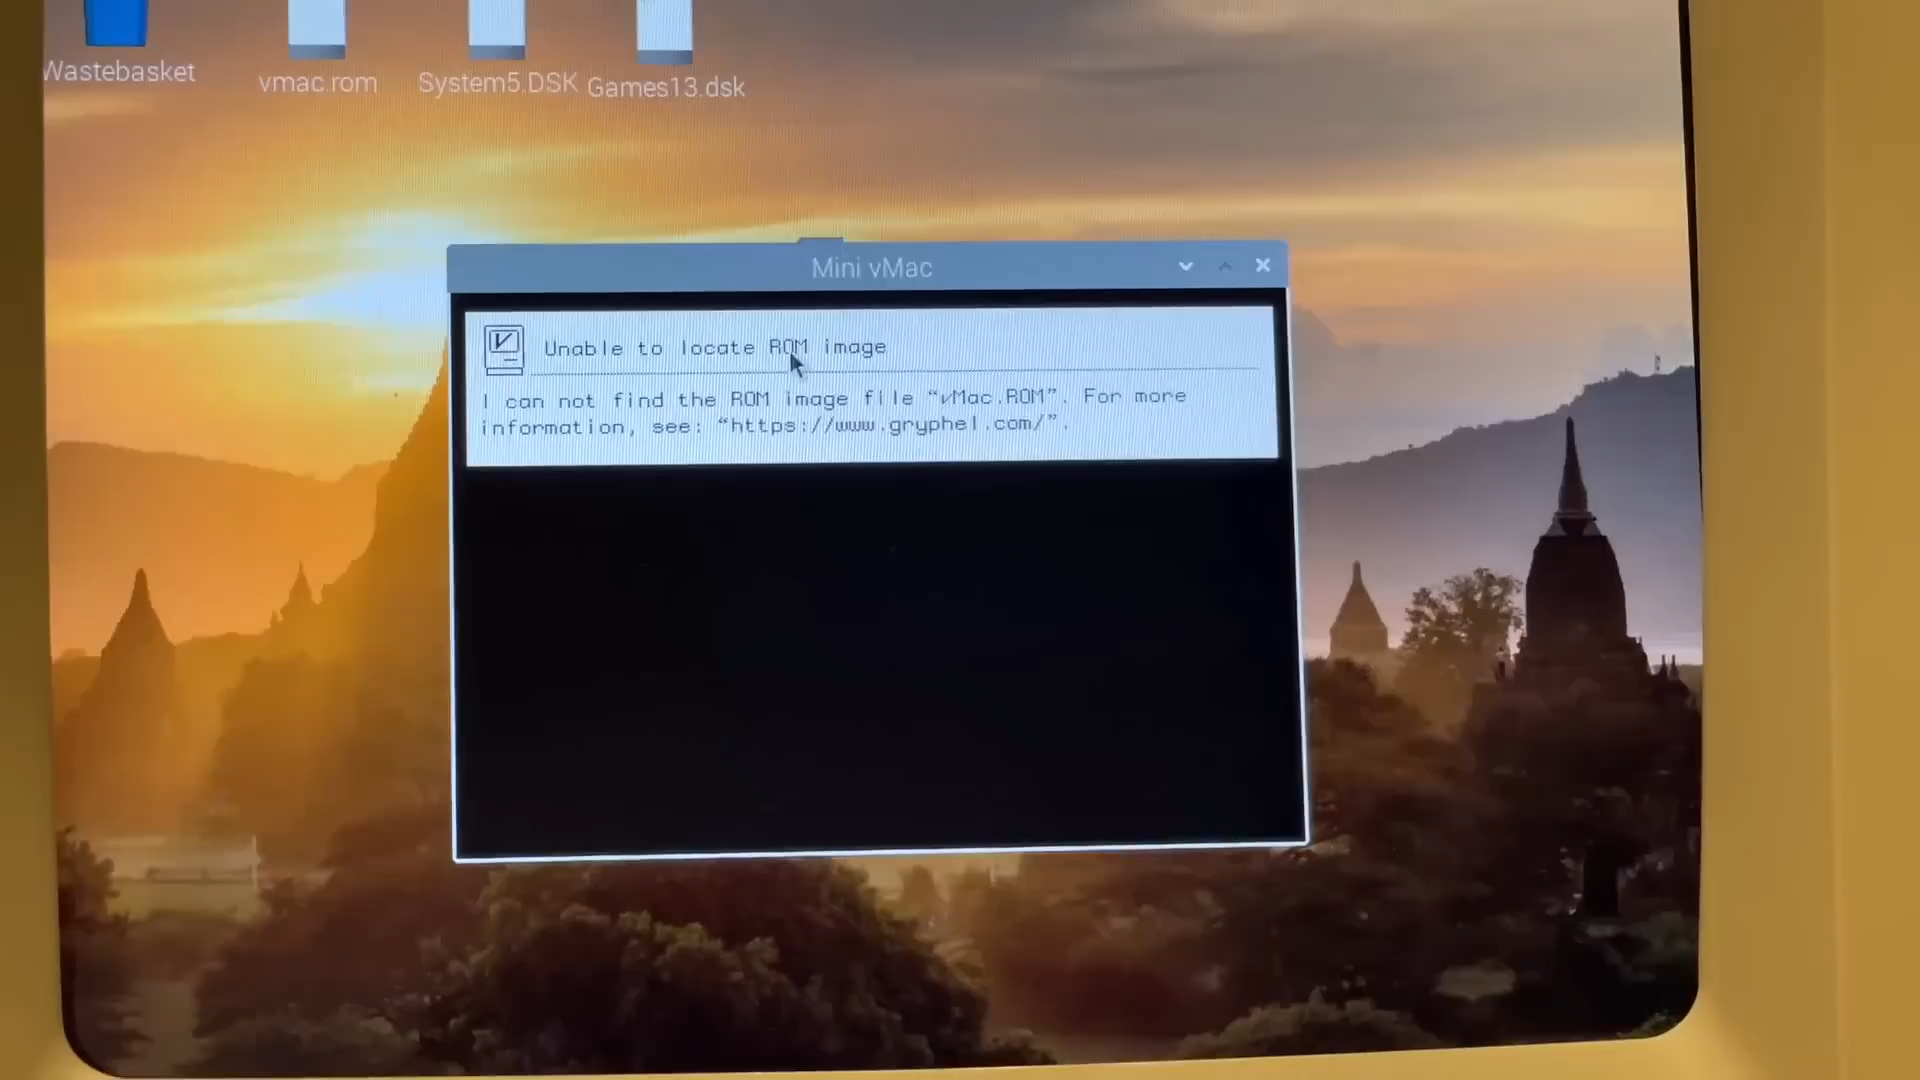 Wastebasket
vmac.rom
System5.DSK
Games13.dsk
Mini vMac
Unable to locate ROM image
I can not find the ROM image file “vMac.ROM”. For more
information, see: “https://www.gryphel.com/”.